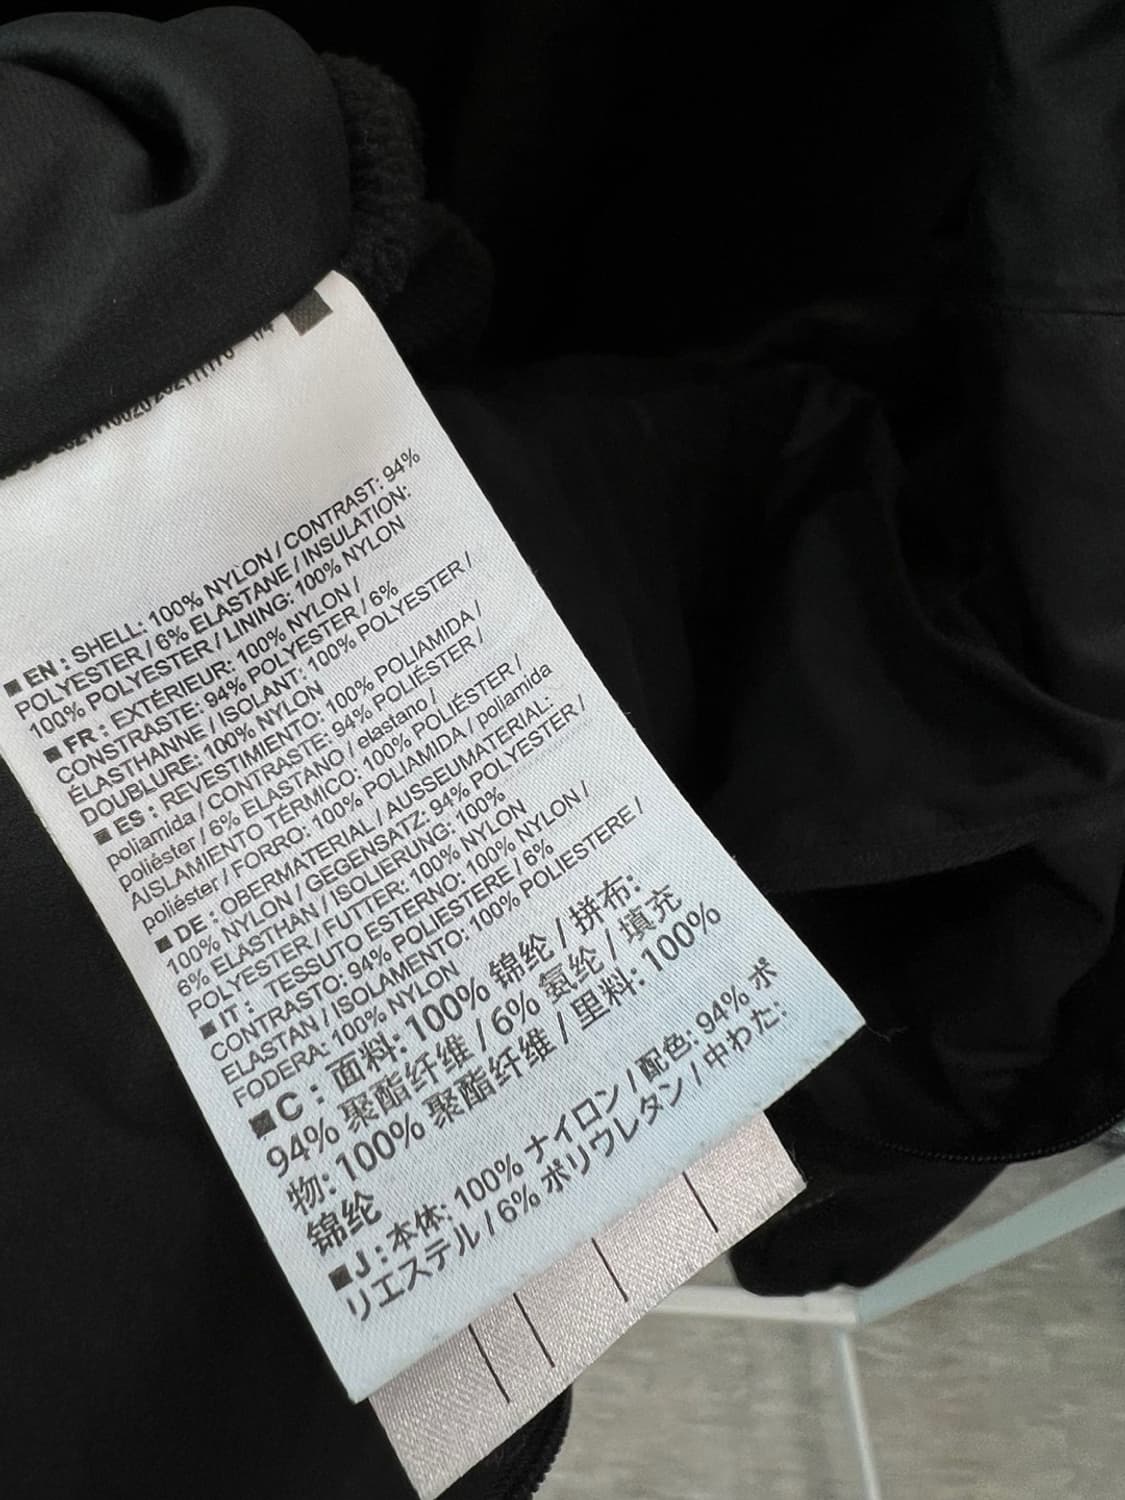 1/4
■ EN : SHELL: 100% NYLON / CONTRAST: 94%
POLYESTER / 6% ELASTANE / INSULATION:
100% POLYESTER / LINING: 100% NYLON
■ FR : EXTÉRIEUR: 100% NYLON /
CONSTRASTE: 94% POLYESTER / 6%
ÉLASTHANNE / ISOLANT: 100% POLYESTER /
DOUBLURE: 100% NYLON
■ ES : REVESTIMIENTO: 100% POLIAMIDA /
poliamida / CONTRASTE: 94% POLIÉSTER /
poliéster / 6% ELASTANO / elastano /
AISLAMIENTO TÉRMICO: 100% POLIÉSTER /
poliéster / FORRO: 100% POLIAMIDA / poliamida
■ DE : OBERMATERIAL / AUSSEUMATERIAL:
100% NYLON / GEGENSATZ: 94% POLYESTER /
6% ELASTHAN / ISOLIERUNG: 100%
POLYESTER / FUTTER: 100% NYLON
■ IT : TESSUTO ESTERNO: 100% NYLON /
CONTRASTO: 94% POLIESTERE / 6%
ELASTAN / ISOLAMENTO: 100% POLIESTERE /
FODERA: 100% NYLON
■ C : 面料: 100% 锦纶 / 拼布:
94% 聚酯纤维 / 6% 氨纶 / 填充
物: 100% 聚酯纤维 / 里料: 100%
锦纶
■ J : 本体: 100% ナイロン / 配色: 94% ポ
リエステル / 6% ポリウレタン / 中わた: